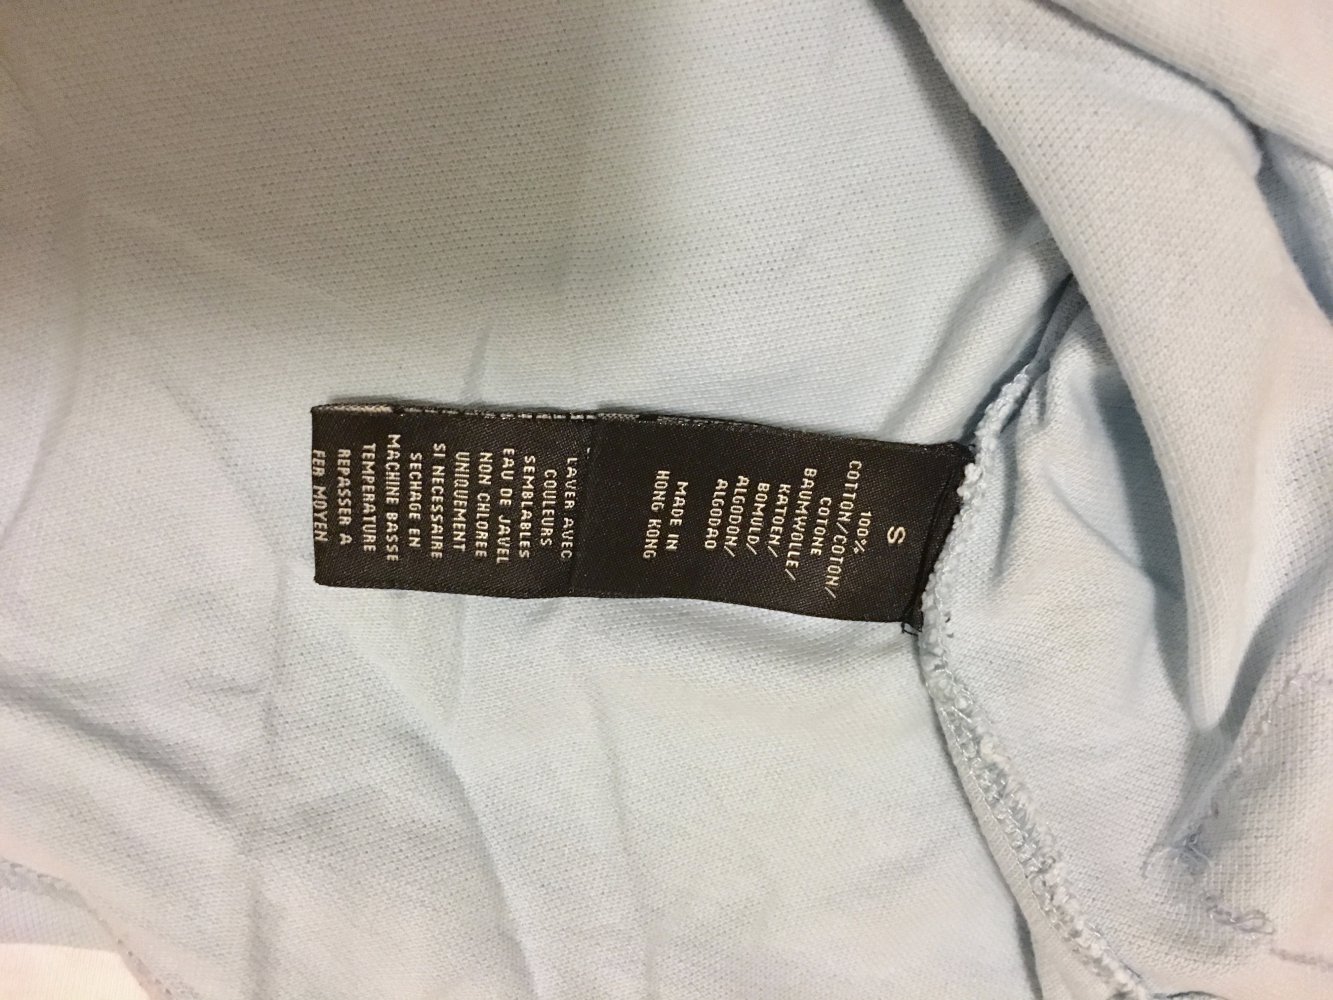 S
100%
COTTON/COTON/
COTONE
BAUMWOLLE/
KATOEN/
BOMULD/
ALGODON/
ALGODAO
MADE IN
HONG KONG
LAVER AVEC
COULEURS
SEMBLABLES
EAU DE JAVEL
NON CHLOREE
UNIQUEMENT
SI NECESSAIRE
SECHAGE EN
MACHINE BASSE
TEMPERATURE
REPASSER A
FER MOYEN